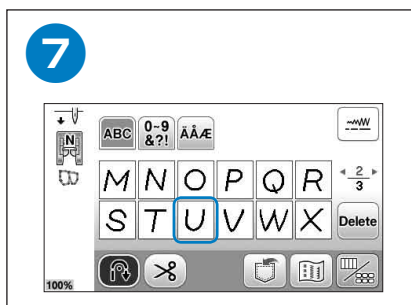 7
N
ABC 0~9 &?! ÄÅÆ
M N O P Q R
2
3
S T U V W X
Delete
100%